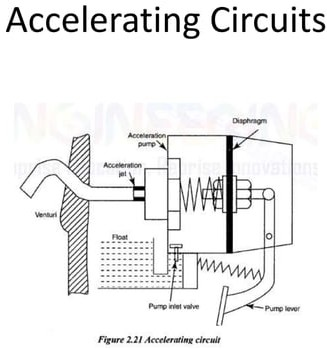 Accelerating Circuits
Diaphragm
Acceleration
pump
Acceleration
jet
Venturi
Float
Pump inlet valve
Pump lever
Figure 2.21 Accelerating circuit